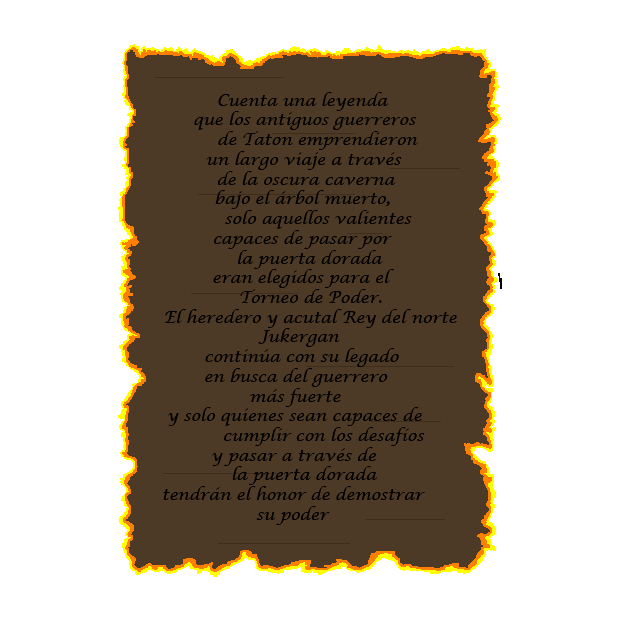 Cuenta una leyenda
que los antiguos guerreros
de Taton emprendieron
un largo viaje a través
de la oscura caverna
bajo el árbol muerto,
solo aquellos valientes
capaces de pasar por
la puerta dorada
eran elegidos para el
Torneo de Poder.
El heredero y acutal Rey del norte
Jukergan
continúa con su legado
en busca del guerrero
más fuerte
y solo quienes sean capaces de
cumplir con los desafíos
y pasar a través de
la puerta dorada
tendrán el honor de demostrar
su poder